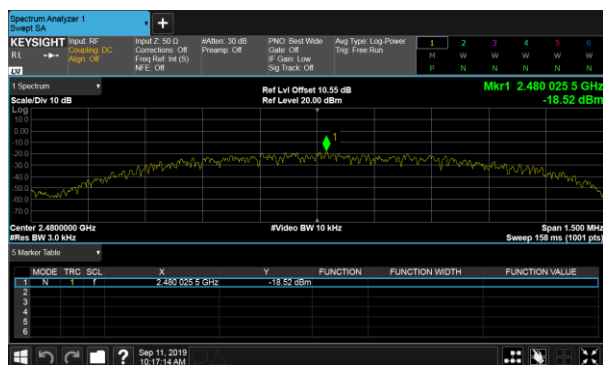 Spectrum Analyzer 1
Swept SA
+
KEYSIGHT
RL
LXI
Input: RF
Coupling: DC
Align: Off
Input Z: 50 Ω
Corrections: Off
Freq Ref: Int (S)
NFE: Off
#Atten: 30 dB
Preamp: Off
PNO: Best Wide
Gate: Off
IF Gain: Low
Sig Track: Off
Avg Type: Log-Power
Trig: Free Run
1 2 3 4 5 6
M W W W W W
P N N N N N
1 Spectrum
Scale/Div 10 dB
Ref Lvl Offset 10.55 dB
Ref Level 20.00 dBm
Mkr1 2.480 025 5 GHz
-18.52 dBm
Log
10.0
0.00
-10.0
-20.0
-30.0
-40.0
-50.0
-60.0
-70.0
1
Center 2.4800000 GHz
#Res BW 3.0 kHz
#Video BW 10 kHz
Span 1.500 MHz
Sweep 158 ms (1001 pts)
5 Marker Table
MODE TRC SCL X Y FUNCTION FUNCTION WIDTH FUNCTION VALUE
1 N 1 f 2.480 025 5 GHz -18.52 dBm
2
3
4
5
6
?
Sep 11, 2019
10:17:14 AM